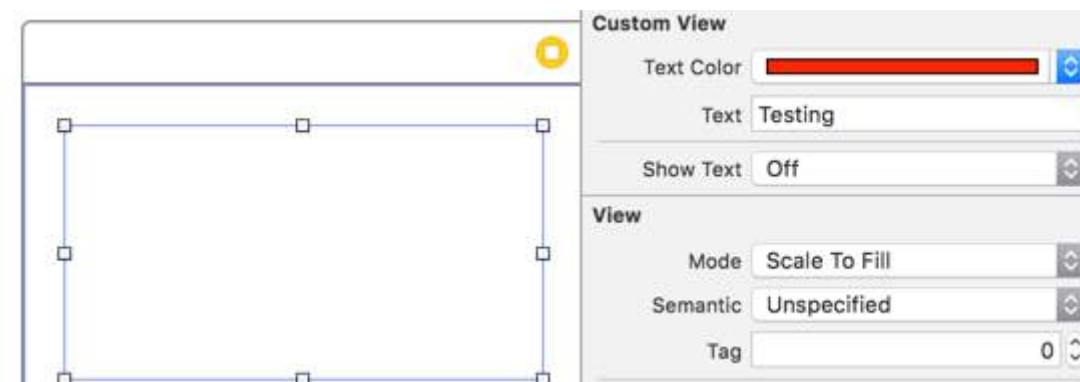 Custom View
Text Color
Text Testing
Show Text Off
View
Mode Scale To Fill
Semantic Unspecified
Tag 0